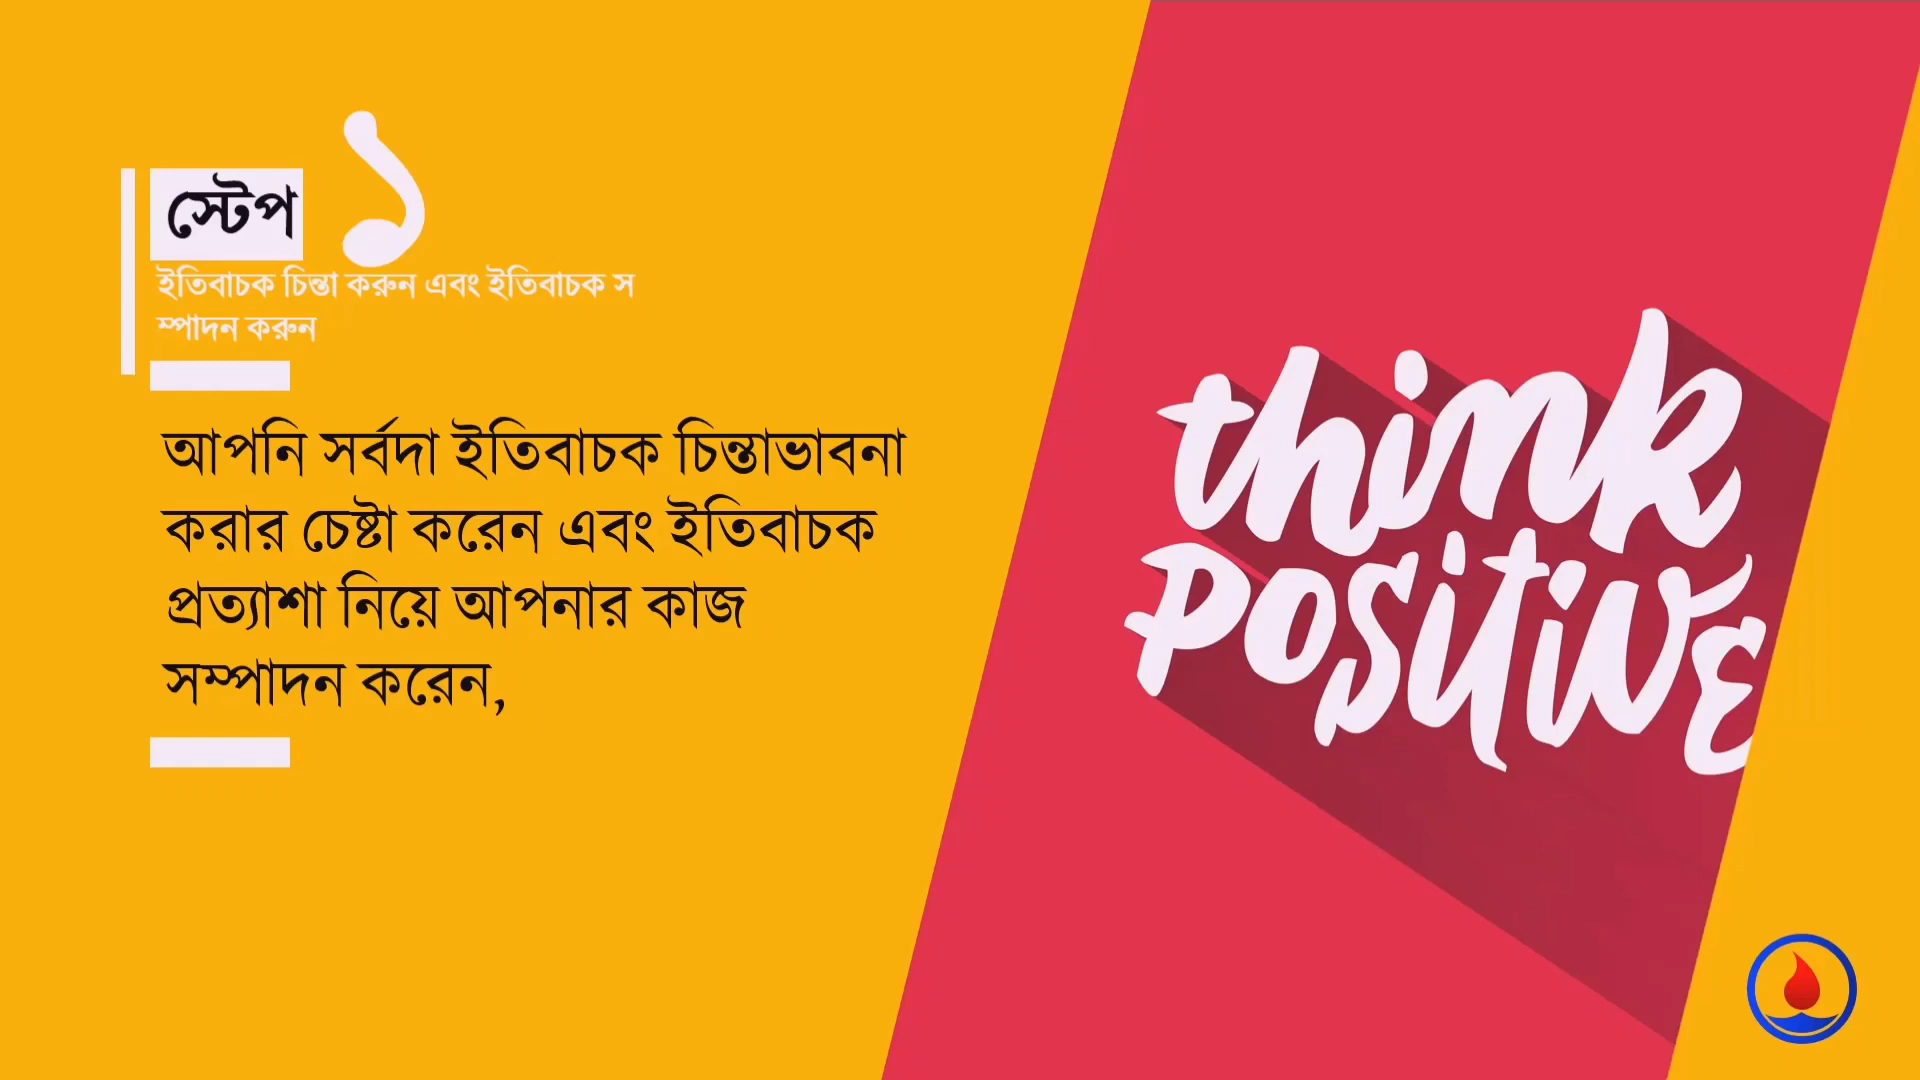 স্টেপ ১
ইতিবাচক চিন্তা করুন এবং ইতিবাচক স
ম্পাদন করুন
আপনি সর্বদা ইতিবাচক চিন্তাভাবনা
করার চেষ্টা করেন এবং ইতিবাচক
প্রত্যাশা নিয়ে আপনার কাজ
সম্পাদন করেন,
think
positive